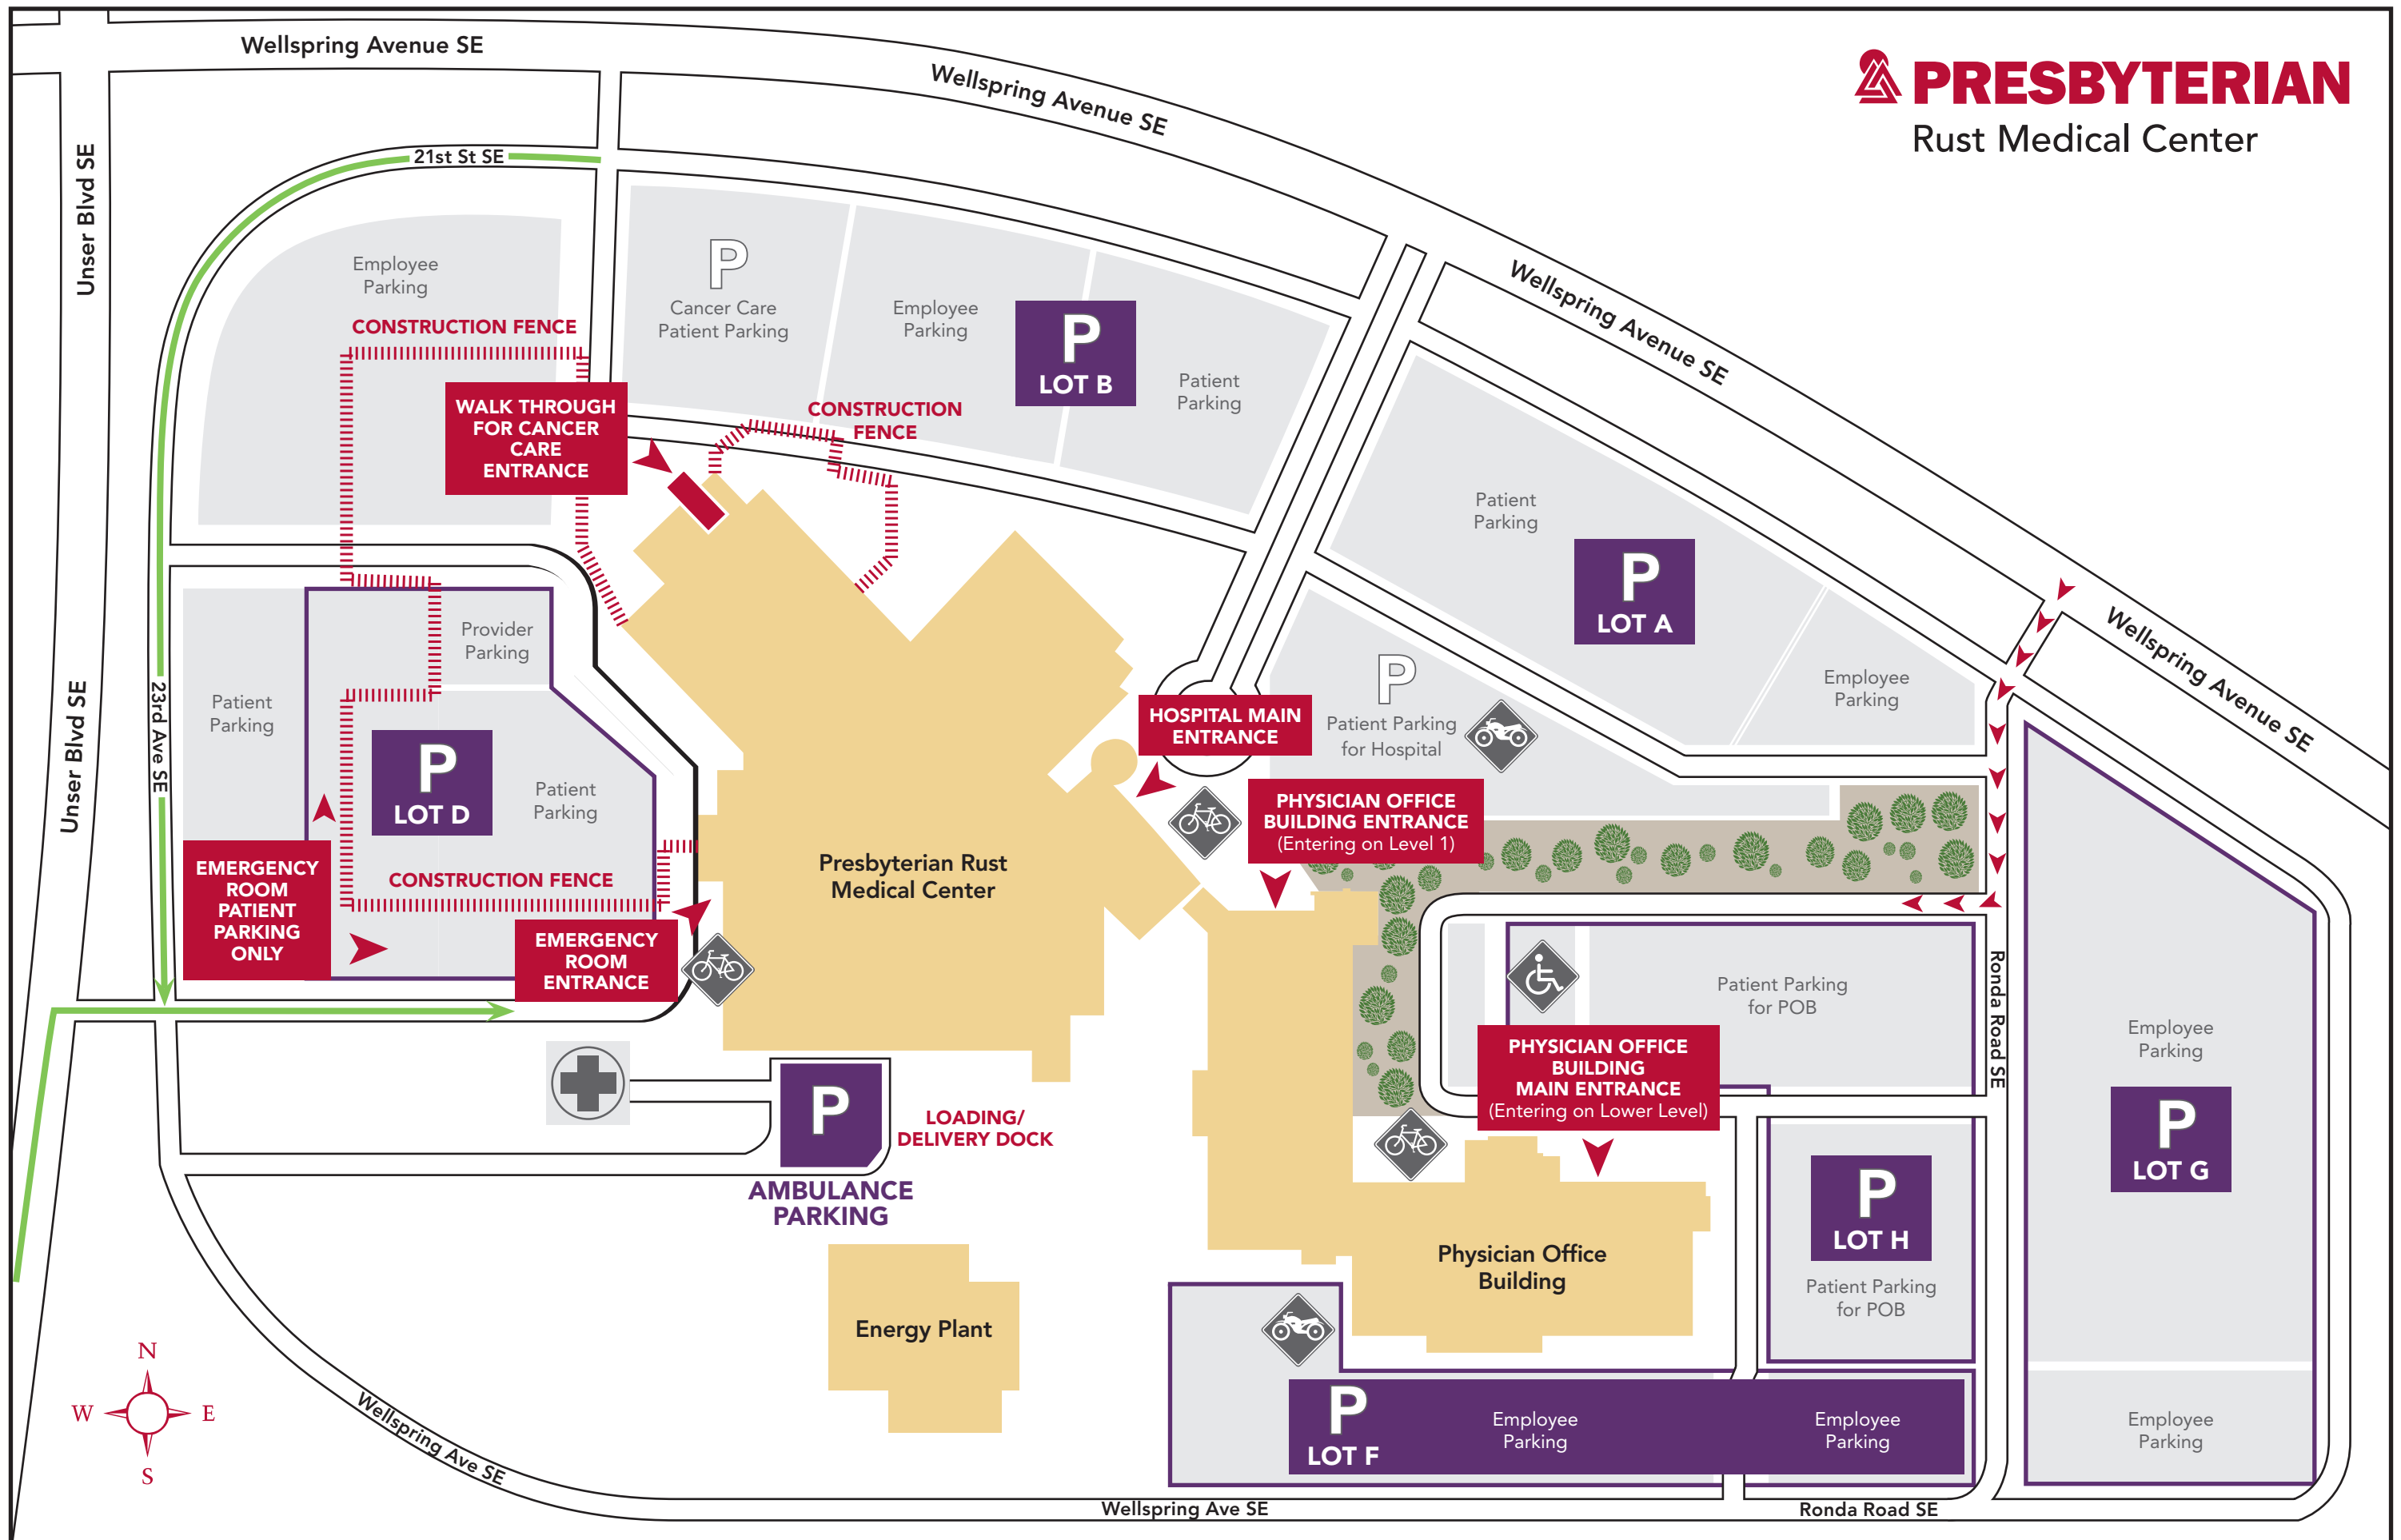 Wellspring Avenue SE
Wellspring Avenue SE
PRESBYTERIAN
Rust Medical Center
Unser Blvd SE
21st St SE
Employee
Parking
P
Cancer Care
Patient Parking
Employee
Parking
P
LOT B
Patient
Parking
Wellspring Avenue SE
CONSTRUCTION FENCE
WALK THROUGH
FOR CANCER
CARE
ENTRANCE
CONSTRUCTION
FENCE
Patient
Parking
P
LOT A
Employee
Parking
Wellspring Avenue SE
Provider
Parking
Patient
Parking
23rd Ave SE
Unser Blvd SE
P
LOT D
Patient
Parking
HOSPITAL MAIN
ENTRANCE
P
Patient Parking
for Hospital
PHYSICIAN OFFICE
BUILDING ENTRANCE
(Entering on Level 1)
EMERGENCY
ROOM
PATIENT
PARKING
ONLY
CONSTRUCTION FENCE
EMERGENCY
ROOM
ENTRANCE
Presbyterian Rust
Medical Center
Patient Parking
for POB
Ronda Road SE
Employee
Parking
P
LOT G
PHYSICIAN OFFICE
BUILDING
MAIN ENTRANCE
(Entering on Lower Level)
P
LOADING/
DELIVERY DOCK
AMBULANCE
PARKING
P
LOT H
Patient Parking
for POB
Physician Office
Building
Energy Plant
N
W
E
S
Wellspring Ave SE
P
LOT F
Employee
Parking
Employee
Parking
Employee
Parking
Wellspring Ave SE
Ronda Road SE